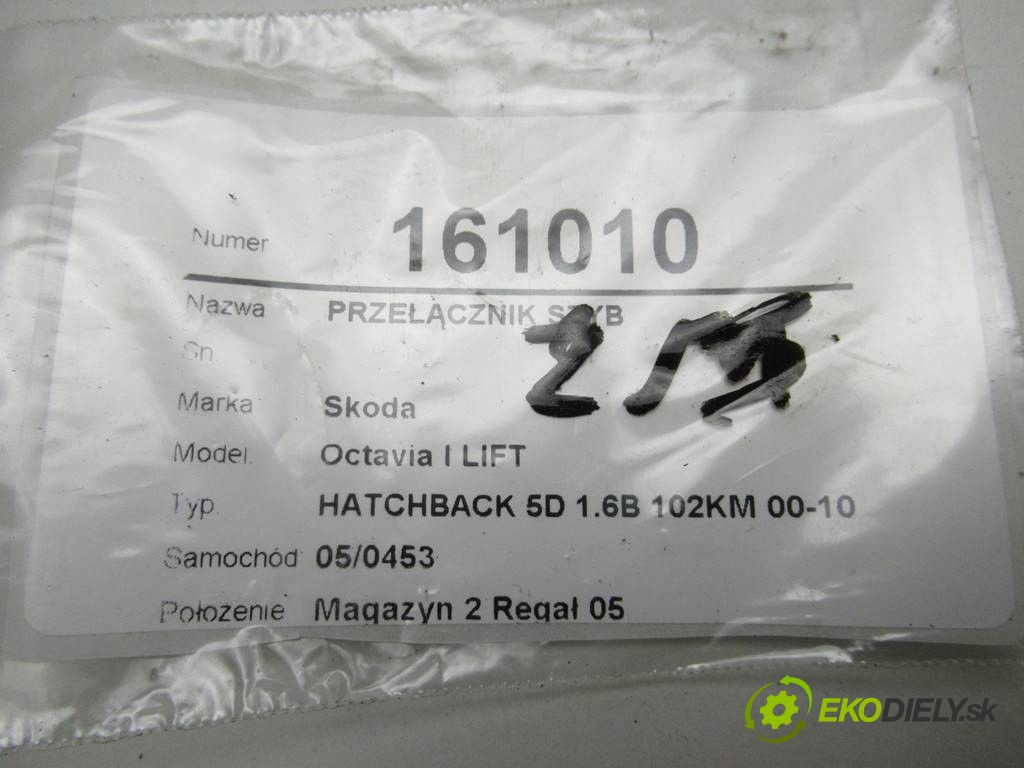 Numer 161010
Nazwa PRZEŁĄCZNIK SZYB
Sn
Marka Skoda
Model. Octavia I LIFT
Typ. HATCHBACK 5D 1.6B 102KM 00-10
Samochód 05/0453
Położenie Magazyn 2 Regał 05
EKODIELY.sk